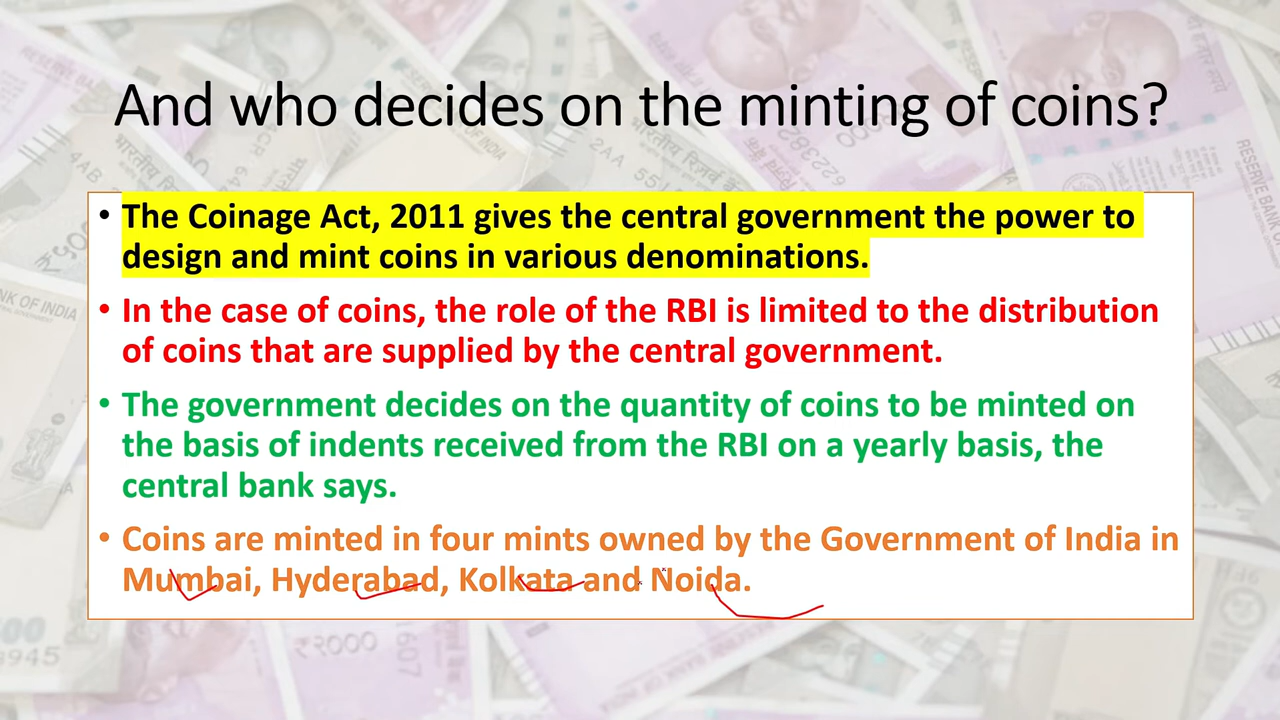 And who decides on the minting of coins?
• The Coinage Act, 2011 gives the central government the power to
design and mint coins in various denominations.
• In the case of coins, the role of the RBI is limited to the distribution
of coins that are supplied by the central government.
• The government decides on the quantity of coins to be minted on
the basis of indents received from the RBI on a yearly basis, the
central bank says.
• Coins are minted in four mints owned by the Government of India in
Mumbai, Hyderabad, Kolkata and Noida.